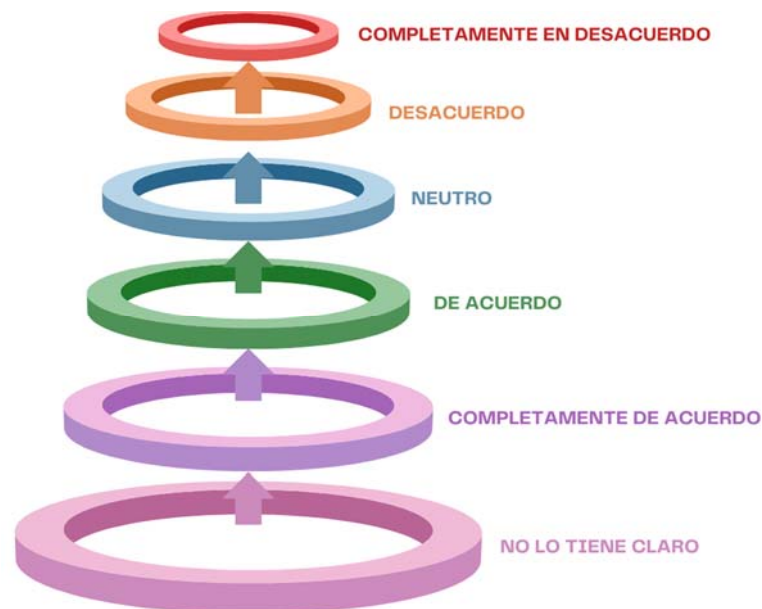 COMPLETAMENTE EN DESACUERDO
DESACUERDO
NEUTRO
DE ACUERDO
COMPLETAMENTE DE ACUERDO
NO LO TIENE CLARO